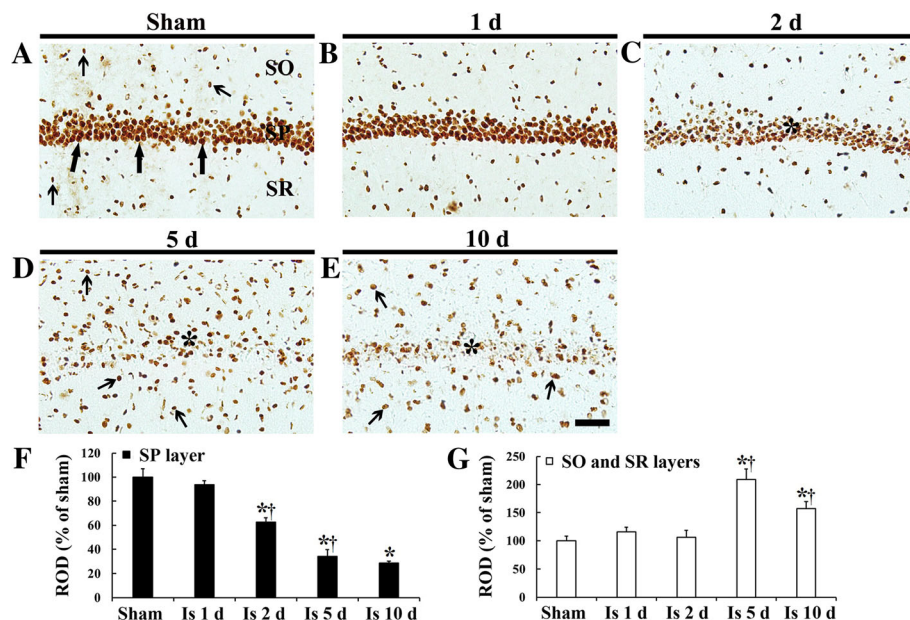 Sham
1 d
2 d
A
B
C
SO
SP
*
SR
5 d
10 d
D
E
*
*
F
■ SP layer
ROD (% of sham)
120
100
80
60
40
20
0
*†
*†
*
Sham Is 1 d Is 2 d Is 5 d Is 10 d
G
□ SO and SR layers
ROD (% of sham)
250
200
150
100
50
0
*†
*†
Sham Is 1 d Is 2 d Is 5 d Is 10 d